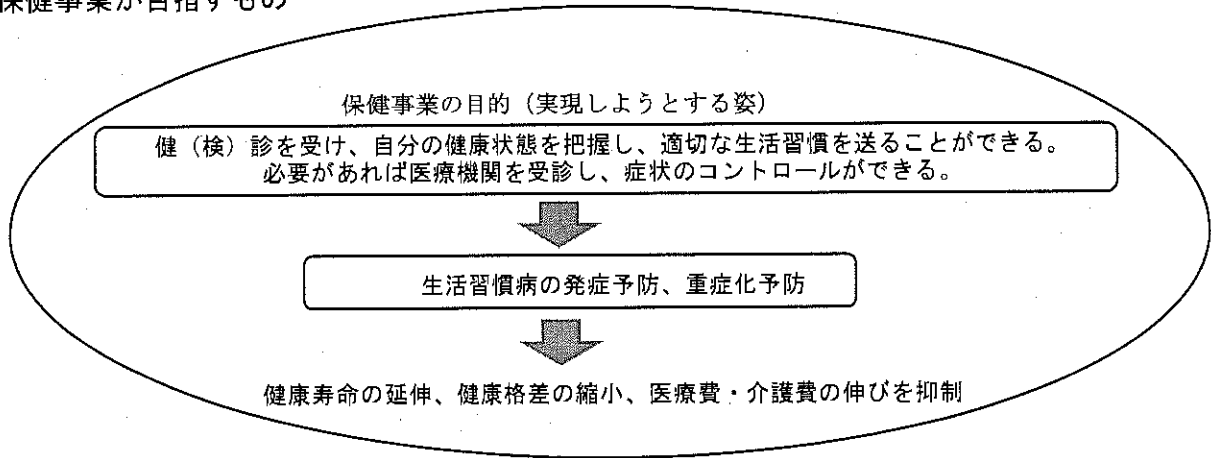 保健事業が目指すもの
保健事業の目的（実現しようとする姿）
健（検）診を受け、自分の健康状態を把握し、適切な生活習慣を送ることができる。
必要があれば医療機関を受診し、症状のコントロールができる。
生活習慣病の発症予防、重症化予防
健康寿命の延伸、健康格差の縮小、医療費・介護費の伸びを抑制